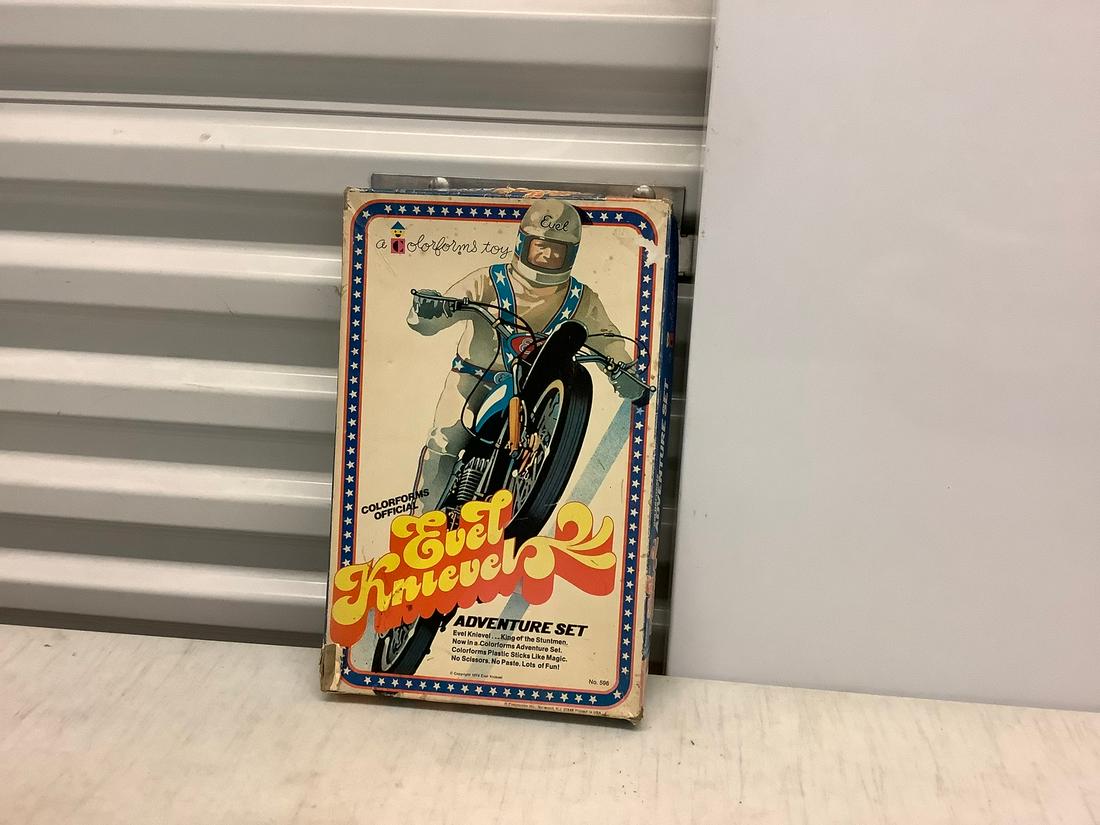 a Colorforms toy
Evel
COLORFORMS
OFFICIAL
Evel
Knievel
ADVENTURE SET
Evel Knievel . . . King of the Stuntmen.
Now in a Colorforms Adventure Set.
Colorforms Plastic Sticks Like Magic.
No Scissors. No Paste. Lots of Fun!
No. 596
ADVENTURE SET